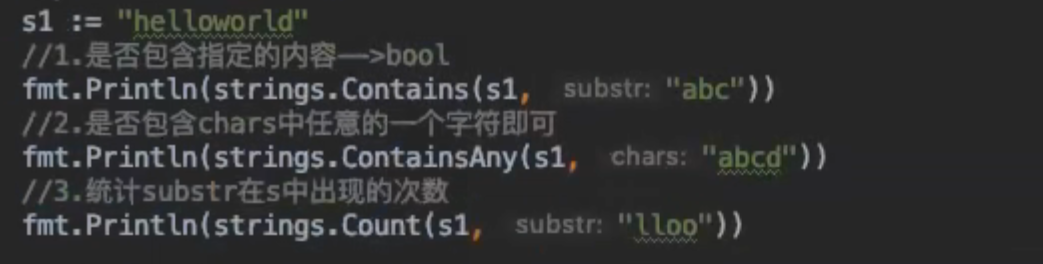 s1 := "helloworld"
//1.是否包含指定的内容——>bool
fmt.Println(strings.Contains(s1, substr: "abc"))
//2.是否包含chars中任意的一个字符即可
fmt.Println(strings.ContainsAny(s1, chars: "abcd"))
//3.统计substr在s中出现的次数
fmt.Println(strings.Count(s1, substr: "lloo"))